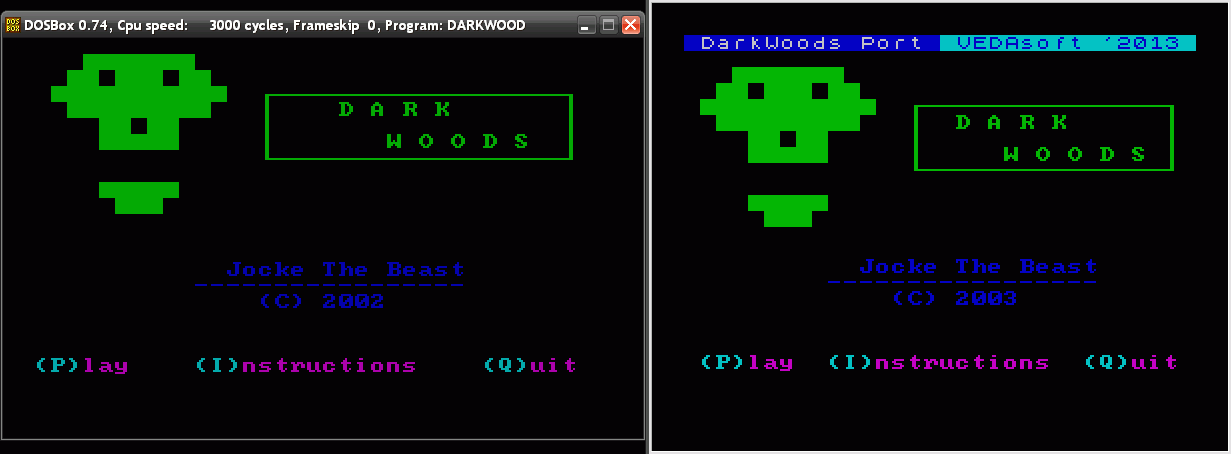 DOSBox 0.74, Cpu speed: 3000 cycles, Frameskip 0, Program: DARKWOOD
D A R K
W O O D S
Jocke The Beast
(C) 2002
(P)lay (I)nstructions (Q)uit
DarkWoods Port VEDAsoft '2013
D A R K
W O O D S
Jocke The Beast
(C) 2003
(P)lay (I)nstructions (Q)uit